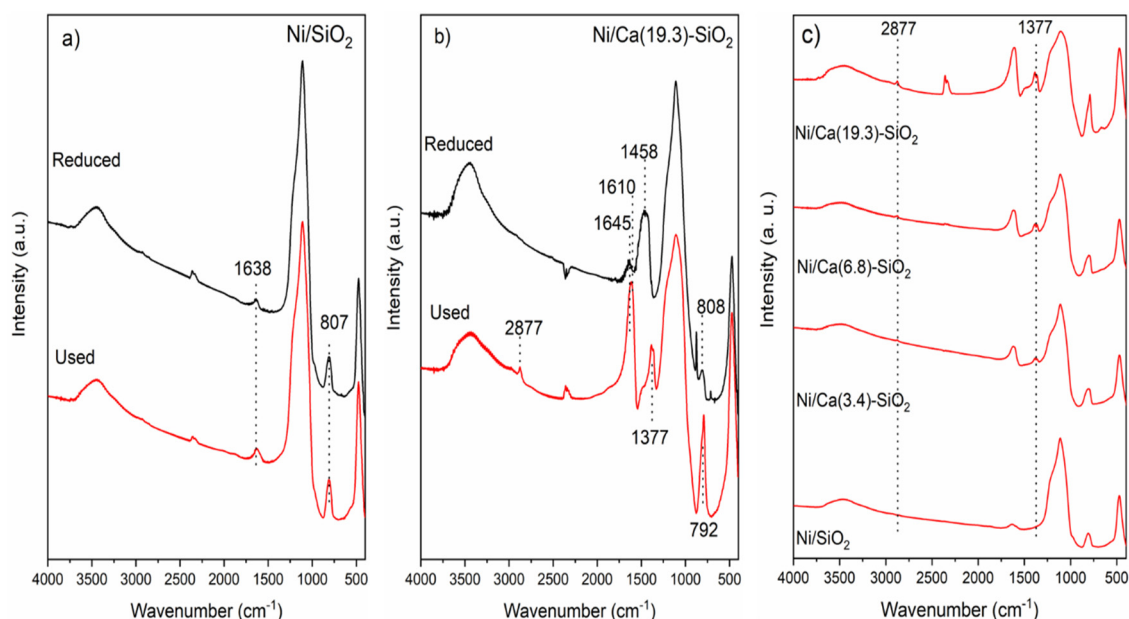 a)
Ni/SiO₂
Reduced
1638
807
Used
Intensity (a.u.)
4000 3500 3000 2500 2000 1500 1000 500
Wavenumber (cm⁻¹)
b)
Ni/Ca(19.3)-SiO₂
Reduced
1458
1610
1645
Used
2877
808
1377
792
Intensity (a.u.)
4000 3500 3000 2500 2000 1500 1000 500
Wavenumber (cm⁻¹)
c)
2877
1377
Ni/Ca(19.3)-SiO₂
Ni/Ca(6.8)-SiO₂
Ni/Ca(3.4)-SiO₂
Ni/SiO₂
Intensity (a. u.)
4000 3500 3000 2500 2000 1500 1000 500
Wavenumber (cm⁻¹)